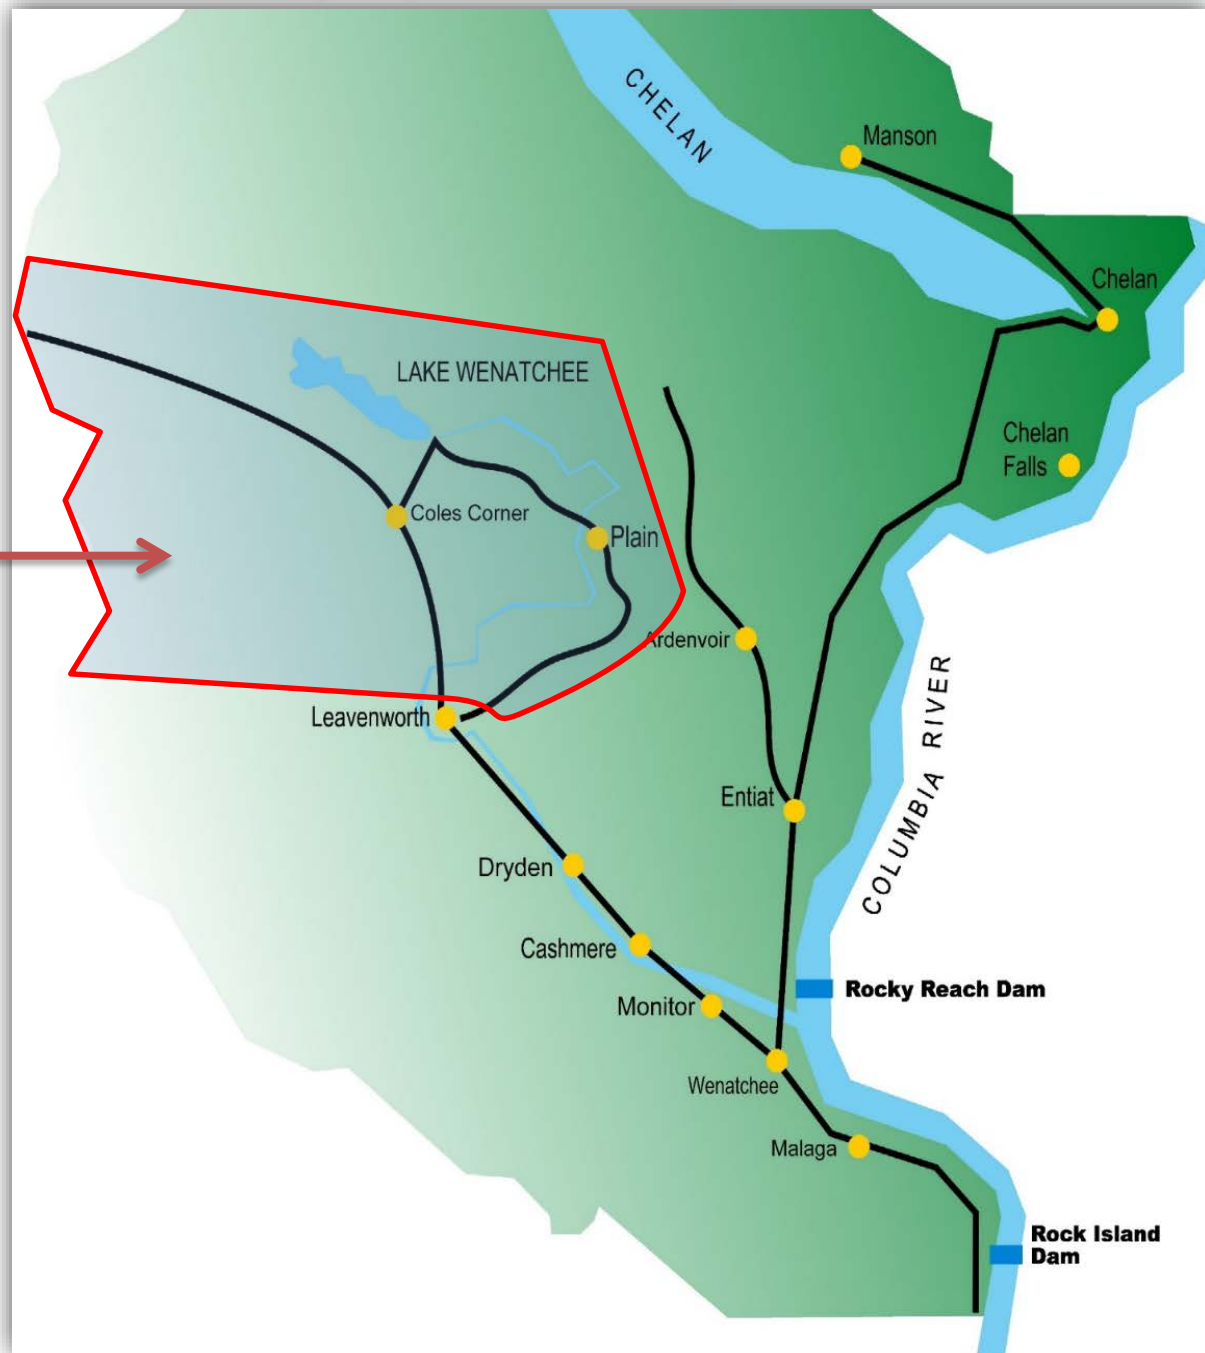 CHELAN
Manson
Chelan
LAKE WENATCHEE
Chelan
Falls
Coles Corner
Plain
Ardenvoir
COLUMBIA RIVER
Leavenworth
Entiat
Dryden
Cashmere
Rocky Reach Dam
Monitor
Wenatchee
Malaga
Rock Island
Dam